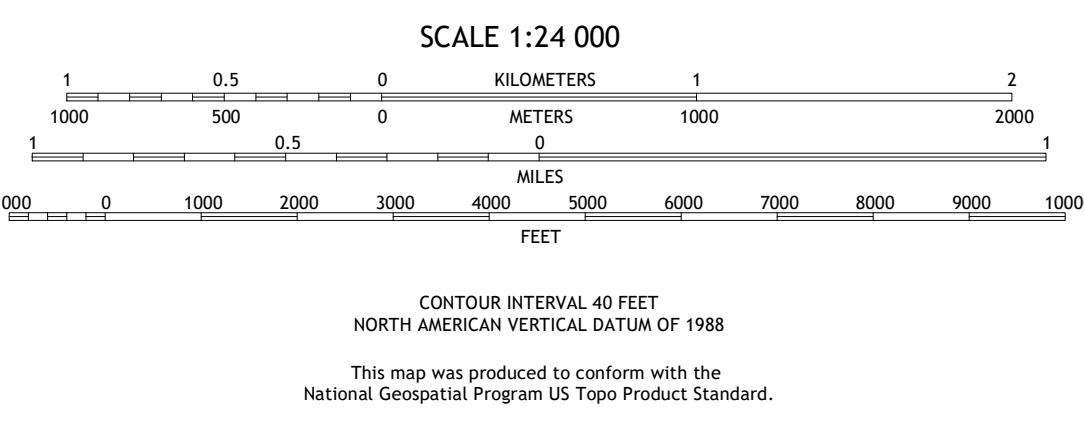 SCALE 1:24 000
1 0.5 0 KILOMETERS 1 2
1000 500 0 METERS 1000 2000
1 0.5 0 1
MILES
000 0 1000 2000 3000 4000 5000 6000 7000 8000 9000 1000
FEET
CONTOUR INTERVAL 40 FEET
NORTH AMERICAN VERTICAL DATUM OF 1988
This map was produced to conform with the
National Geospatial Program US Topo Product Standard.